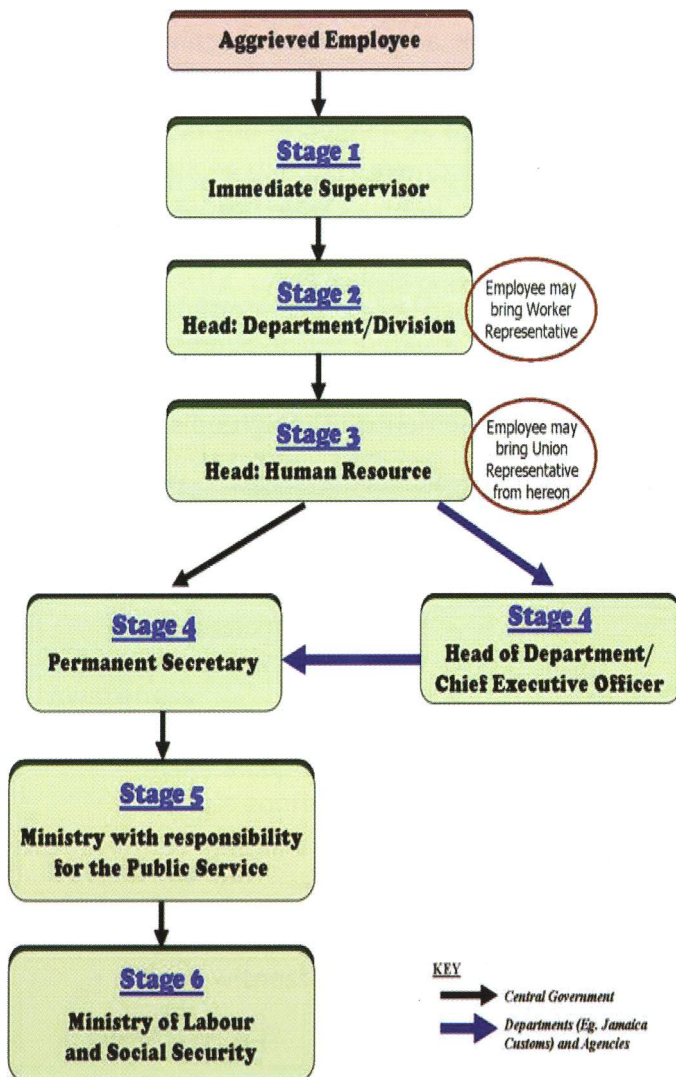 Aggrieved Employee
Stage 1
Immediate Supervisor
Stage 2
Head: Department/Division
Employee may
bring Worker
Representative
Stage 3
Head: Human Resource
Employee may
bring Union
Representative
from hereon
Stage 4
Permanent Secretary
Stage 4
Head of Department/
Chief Executive Officer
Stage 5
Ministry with responsibility
for the Public Service
Stage 6
Ministry of Labour
and Social Security
KEY
Central Government
Departments (Eg. Jamaica
Customs) and Agencies